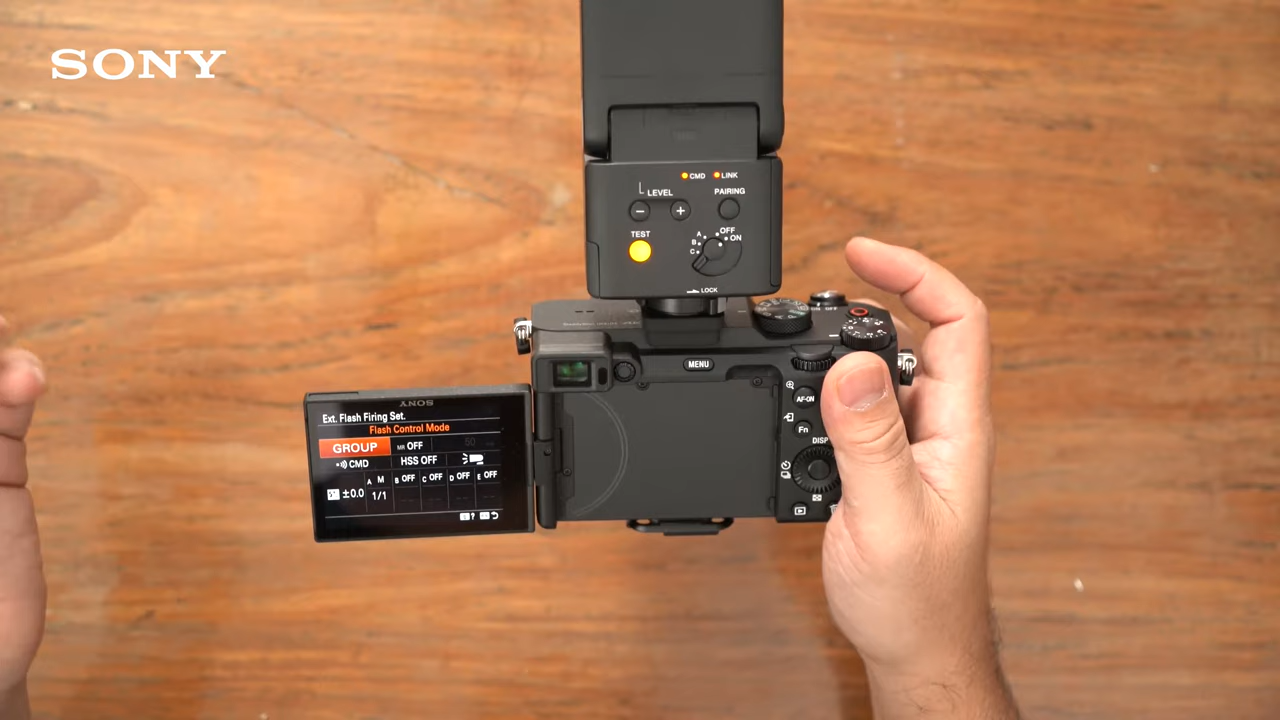 SONY
CMD LINK
LEVEL
PAIRING
TEST
OFF
ON
A
B
C
LOCK
MENU
AF-ON
Fn
DISP
SONY
Ext. Flash Firing Set.
Flash Control Mode
GROUP
MR OFF
50
CMD
HSS OFF
A M B OFF C OFF D OFF E OFF
±0.0
1/1
?